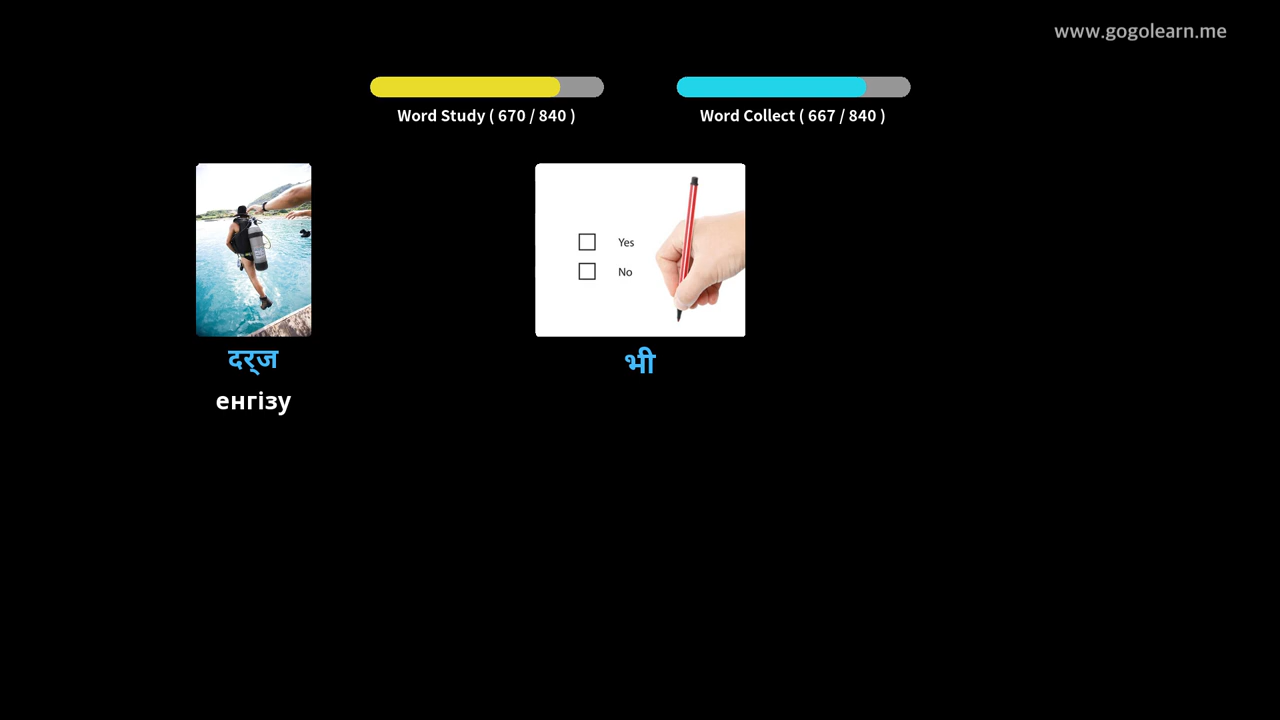 www.gogolearn.me
Word Study ( 670 / 840 )
Word Collect ( 667 / 840 )
Yes
No
दर्ज
भी
енгізу